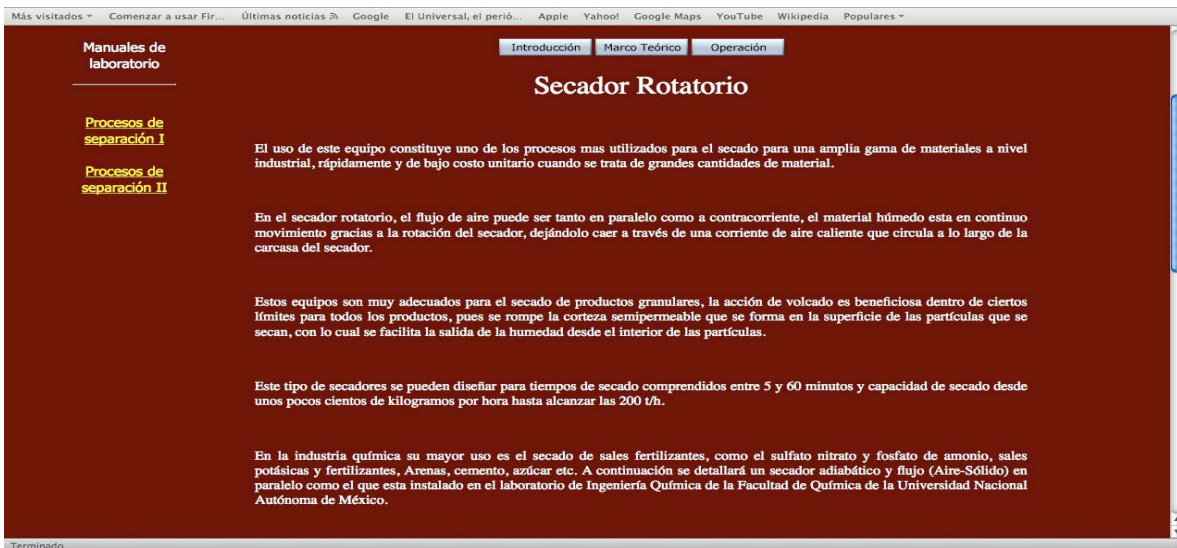 Más visitados Comenzar a usar Fir... Últimas noticias Google El Universal, el perió... Apple Yahoo! Google Maps YouTube Wikipedia Populares
Manuales de
laboratorio
Procesos de
separación I
Procesos de
separación II
Introducción Marco Teórico Operación
Secador Rotatorio
El uso de este equipo constituye uno de los procesos mas utilizados para el secado para una amplia gama de materiales a nivel
industrial, rápidamente y de bajo costo unitario cuando se trata de grandes cantidades de material.
En el secador rotatorio, el flujo de aire puede ser tanto en paralelo como a contracorriente, el material húmedo esta en continuo
movimiento gracias a la rotación del secador, dejándolo caer a través de una corriente de aire caliente que circula a lo largo de la
carcasa del secador.
Estos equipos son muy adecuados para el secado de productos granulares, la acción de volcado es beneficiosa dentro de ciertos
límites para todos los productos, pues se rompe la corteza semipermeable que se forma en la superficie de las partículas que se
secan, con lo cual se facilita la salida de la humedad desde el interior de las partículas.
Este tipo de secadores se pueden diseñar para tiempos de secado comprendidos entre 5 y 60 minutos y capacidad de secado desde
unos pocos cientos de kilogramos por hora hasta alcanzar las 200 t/h.
En la industria química su mayor uso es el secado de sales fertilizantes, como el sulfato nitrato y fosfato de amonio, sales
potásicas y fertilizantes, Arenas, cemento, azúcar etc. A continuación se detallará un secador adiabático y flujo (Aire-Sólido) en
paralelo como el que esta instalado en el laboratorio de Ingeniería Química de la Facultad de Química de la Universidad Nacional
Autónoma de México.
Terminado